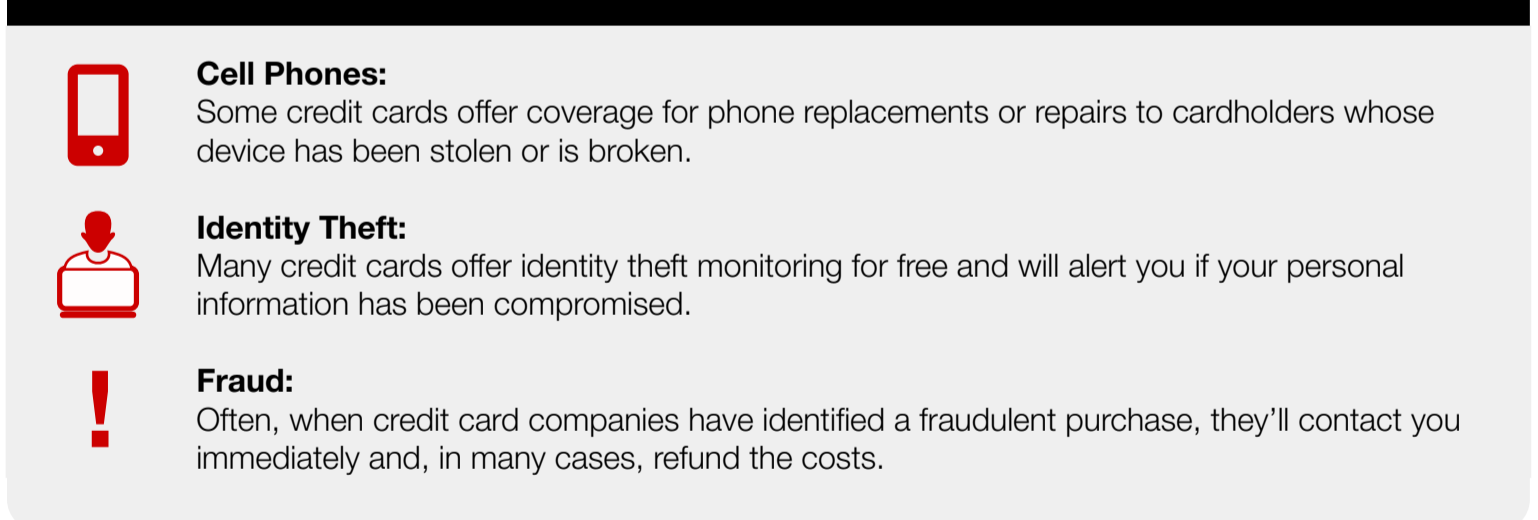 Cell Phones:
Some credit cards offer coverage for phone replacements or repairs to cardholders whose
device has been stolen or is broken.
Identity Theft:
Many credit cards offer identity theft monitoring for free and will alert you if your personal
information has been compromised.
Fraud:
Often, when credit card companies have identified a fraudulent purchase, they’ll contact you
immediately and, in many cases, refund the costs.